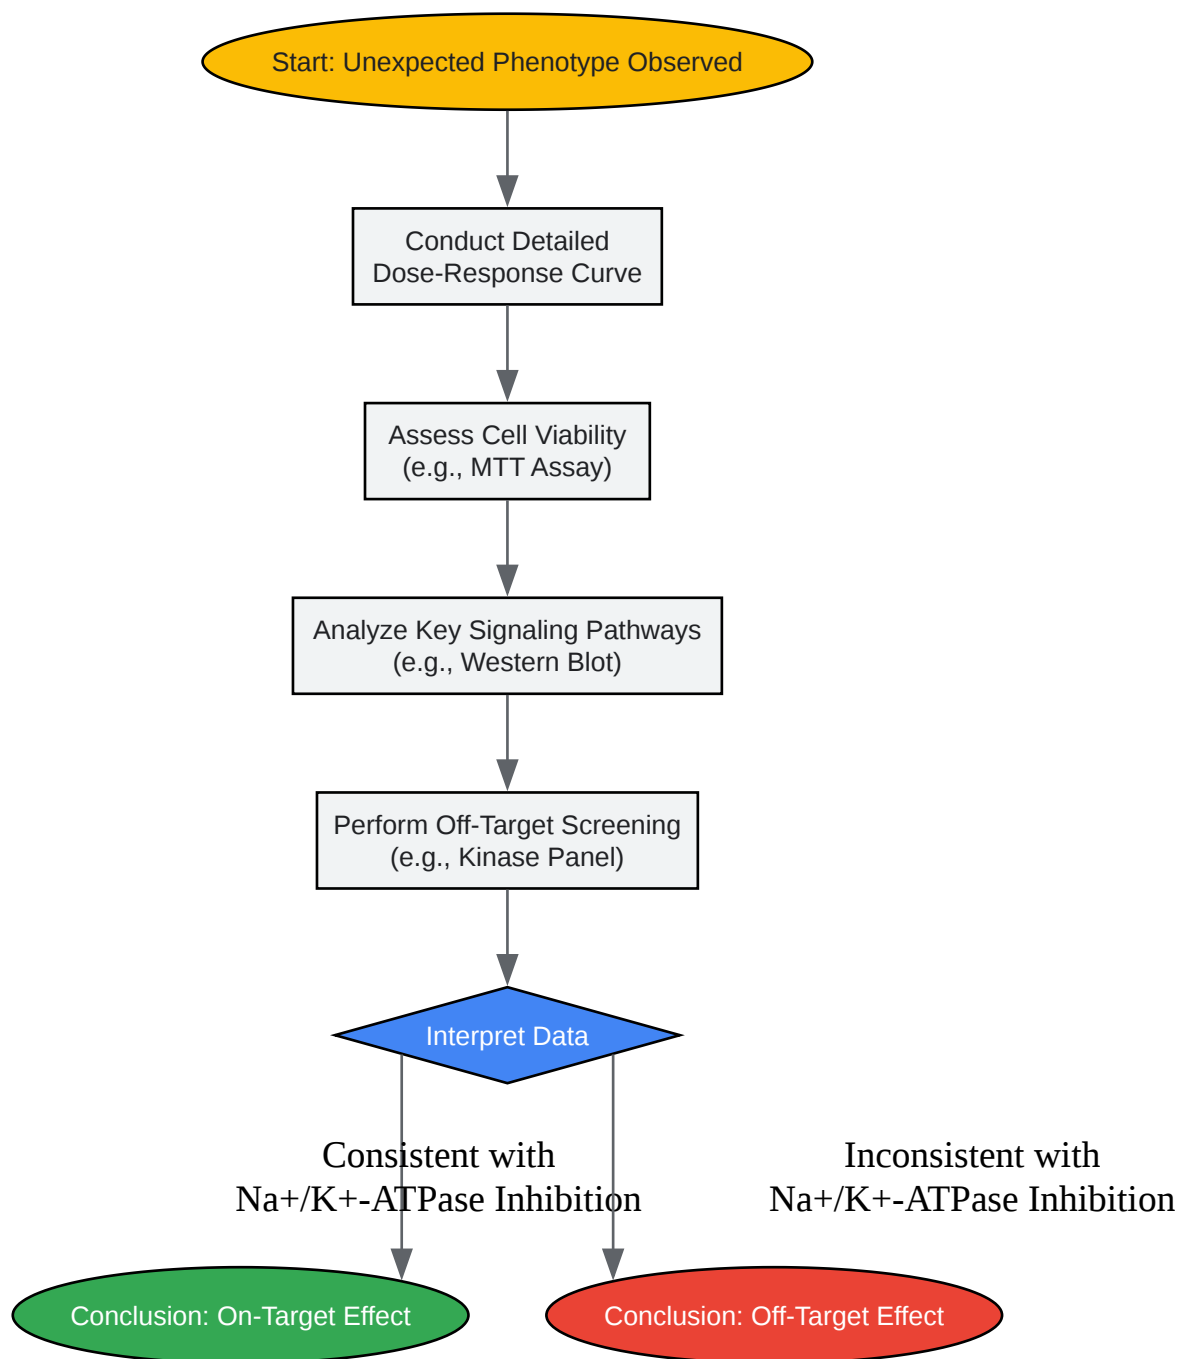 Start: Unexpected Phenotype Observed
Conduct Detailed
Dose-Response Curve
Assess Cell Viability
(e.g., MTT Assay)
Analyze Key Signaling Pathways
(e.g., Western Blot)
Perform Off-Target Screening
(e.g., Kinase Panel)
Interpret Data
Consistent with
Na+/K+-ATPase Inhibition
Inconsistent with
Na+/K+-ATPase Inhibition
Conclusion: On-Target Effect
Conclusion: Off-Target Effect